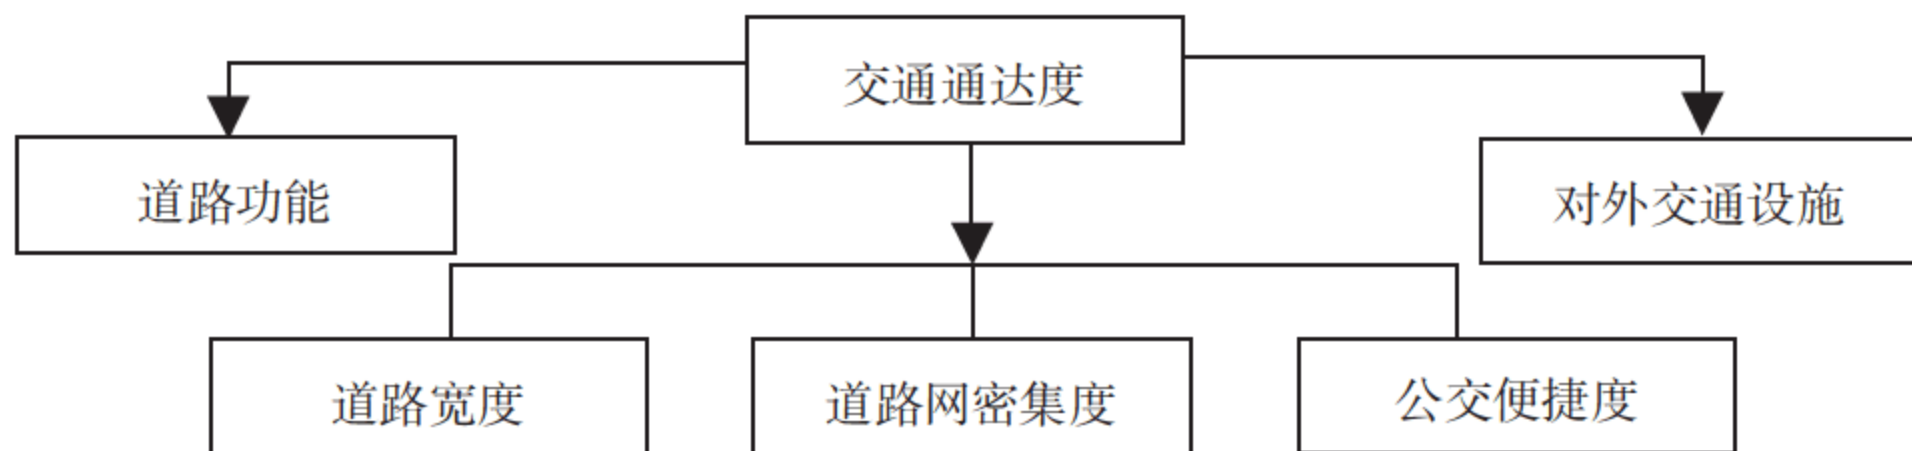 交通通达度
道路功能
对外交通设施
道路宽度
道路网密集度
公交便捷度